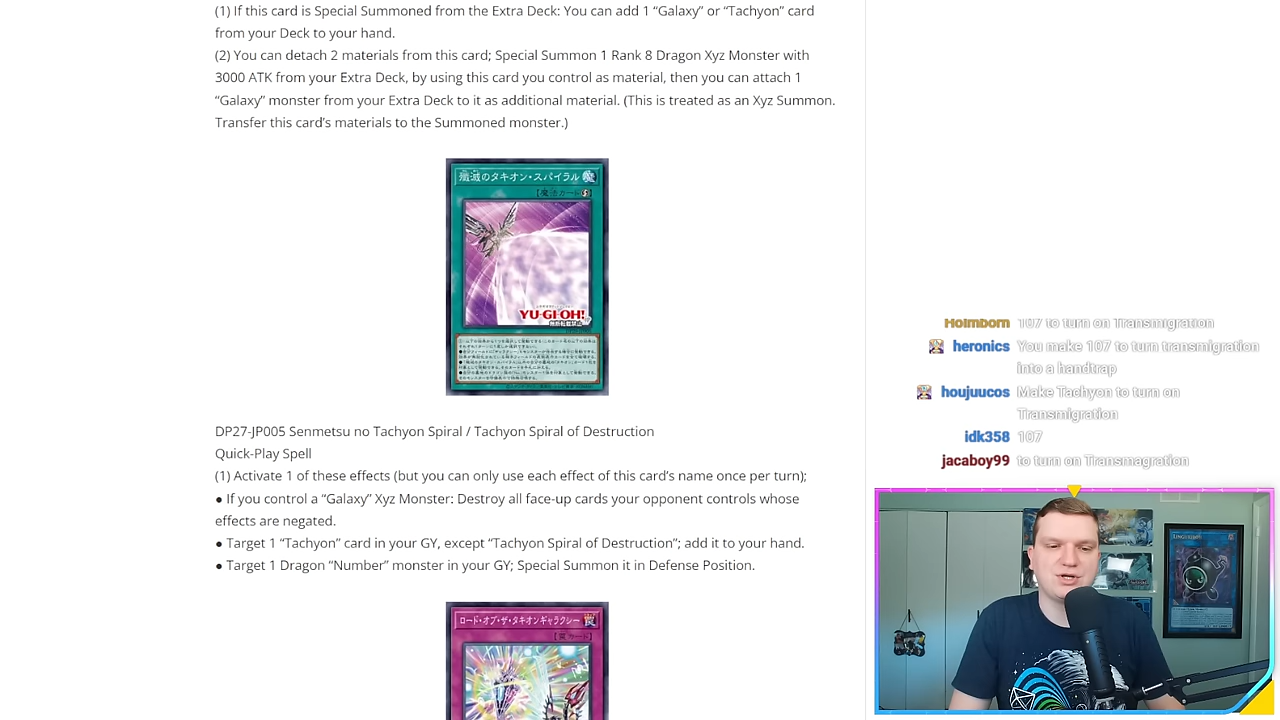 (1) If this card is Special Summoned from the Extra Deck: You can add 1 “Galaxy” or “Tachyon” card
from your Deck to your hand.
(2) You can detach 2 materials from this card; Special Summon 1 Rank 8 Dragon Xyz Monster with
3000 ATK from your Extra Deck, by using this card you control as material, then you can attach 1
“Galaxy” monster from your Extra Deck to it as additional material. (This is treated as an Xyz Summon.
Transfer this card’s materials to the Summoned monster.)
殲滅のタキオン・スパイラル
【魔法カード】
YU-GI-OH!
DP27-JP005 Senmetsu no Tachyon Spiral / Tachyon Spiral of Destruction
Quick-Play Spell
(1) Activate 1 of these effects (but you can only use each effect of this card’s name once per turn);
● If you control a “Galaxy” Xyz Monster: Destroy all face-up cards your opponent controls whose
effects are negated.
● Target 1 “Tachyon” card in your GY, except “Tachyon Spiral of Destruction”; add it to your hand.
● Target 1 Dragon “Number” monster in your GY; Special Summon it in Defense Position.
ロード・オブ・ザ・タキオンギャラクシー
【罠カード】
Holmborn 107 to turn on Transmigration
heronics You make 107 to turn transmigration
into a handtrap
houjuucos Make Tachyon to turn on
Transmigration
idk358 107
jacaboy99 to turn on Transmagration